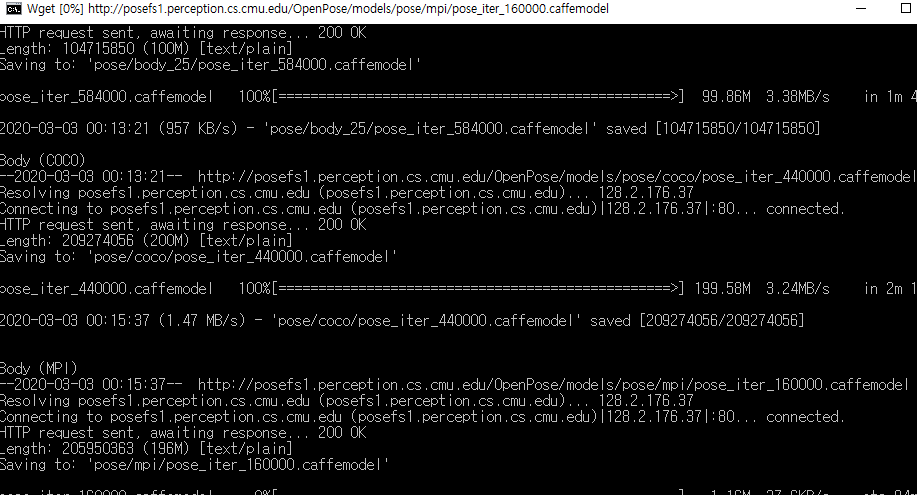 Wget [0%] http://posefs1.perception.cs.cmu.edu/OpenPose/models/pose/mpi/pose_iter_160000.caffemodel
HTTP request sent, awaiting response... 200 OK
Length: 104715850 (100M) [text/plain]
Saving to: 'pose/body_25/pose_iter_584000.caffemodel'
pose_iter_584000.caffemodel 100%[=================================================>] 99.86M 3.38MB/s in 1m 4
2020-03-03 00:13:21 (957 KB/s) - 'pose/body_25/pose_iter_584000.caffemodel' saved [104715850/104715850]
Body (COCO)
--2020-03-03 00:13:21-- http://posefs1.perception.cs.cmu.edu/OpenPose/models/pose/coco/pose_iter_440000.caffemodel
Resolving posefs1.perception.cs.cmu.edu (posefs1.perception.cs.cmu.edu)... 128.2.176.37
Connecting to posefs1.perception.cs.cmu.edu (posefs1.perception.cs.cmu.edu)|128.2.176.37|:80... connected.
HTTP request sent, awaiting response... 200 OK
Length: 209274056 (200M) [text/plain]
Saving to: 'pose/coco/pose_iter_440000.caffemodel'
pose_iter_440000.caffemodel 100%[=================================================>] 199.58M 3.24MB/s in 2m 1
2020-03-03 00:15:37 (1.47 MB/s) - 'pose/coco/pose_iter_440000.caffemodel' saved [209274056/209274056]
Body (MPI)
--2020-03-03 00:15:37-- http://posefs1.perception.cs.cmu.edu/OpenPose/models/pose/mpi/pose_iter_160000.caffemodel
Resolving posefs1.perception.cs.cmu.edu (posefs1.perception.cs.cmu.edu)... 128.2.176.37
Connecting to posefs1.perception.cs.cmu.edu (posefs1.perception.cs.cmu.edu)|128.2.176.37|:80... connected.
HTTP request sent, awaiting response... 200 OK
Length: 205950363 (196M) [text/plain]
Saving to: 'pose/mpi/pose_iter_160000.caffemodel'
pose_iter_160000.caffemodel 0%[ ] 1.16M